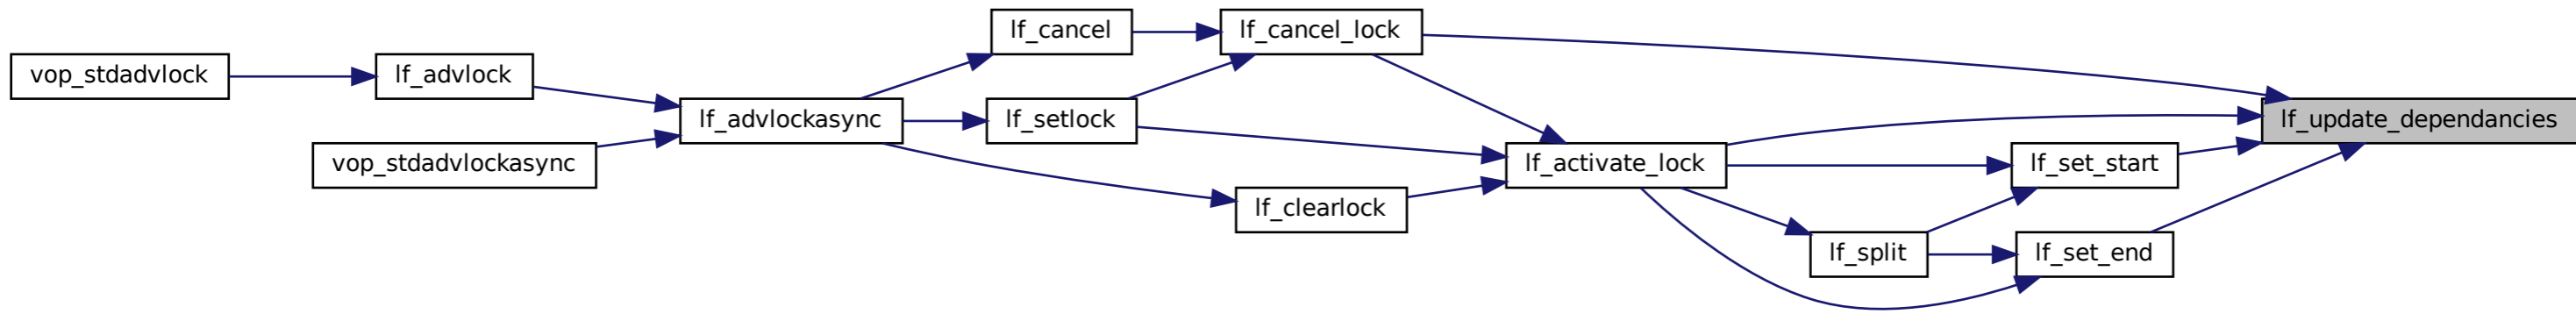 vop_stdadvlock
lf_advlock
vop_stdadvlockasync
lf_advlockasync
lf_cancel
lf_setlock
lf_cancel_lock
lf_clearlock
lf_activate_lock
lf_split
lf_set_start
lf_set_end
lf_update_dependancies